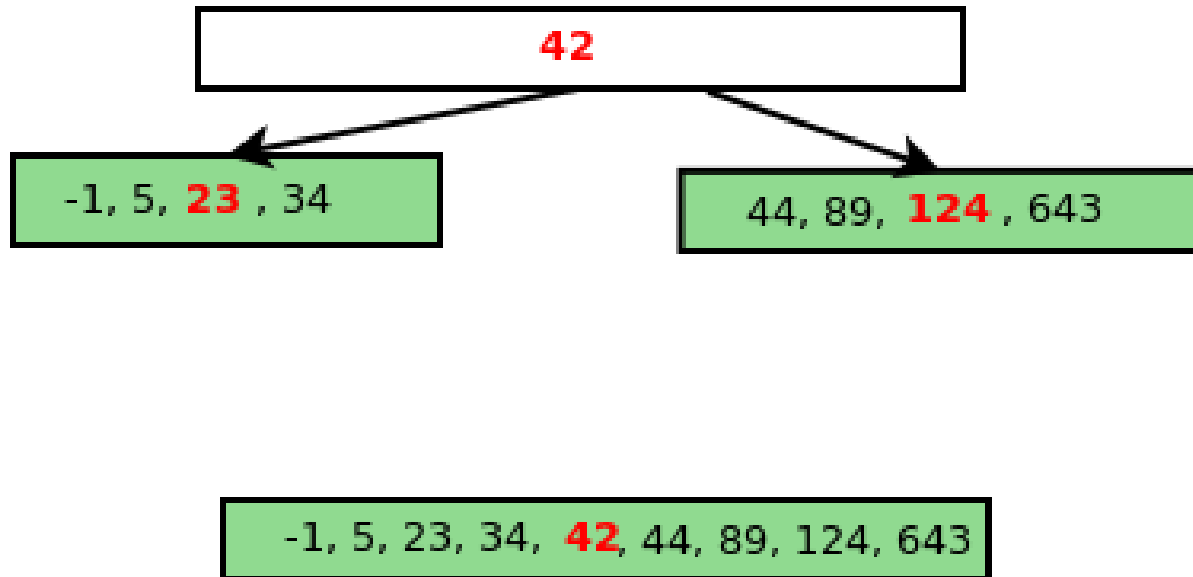 42
-1, 5, 23 , 34
44, 89, 124 , 643
-1, 5, 23, 34, 42, 44, 89, 124, 643